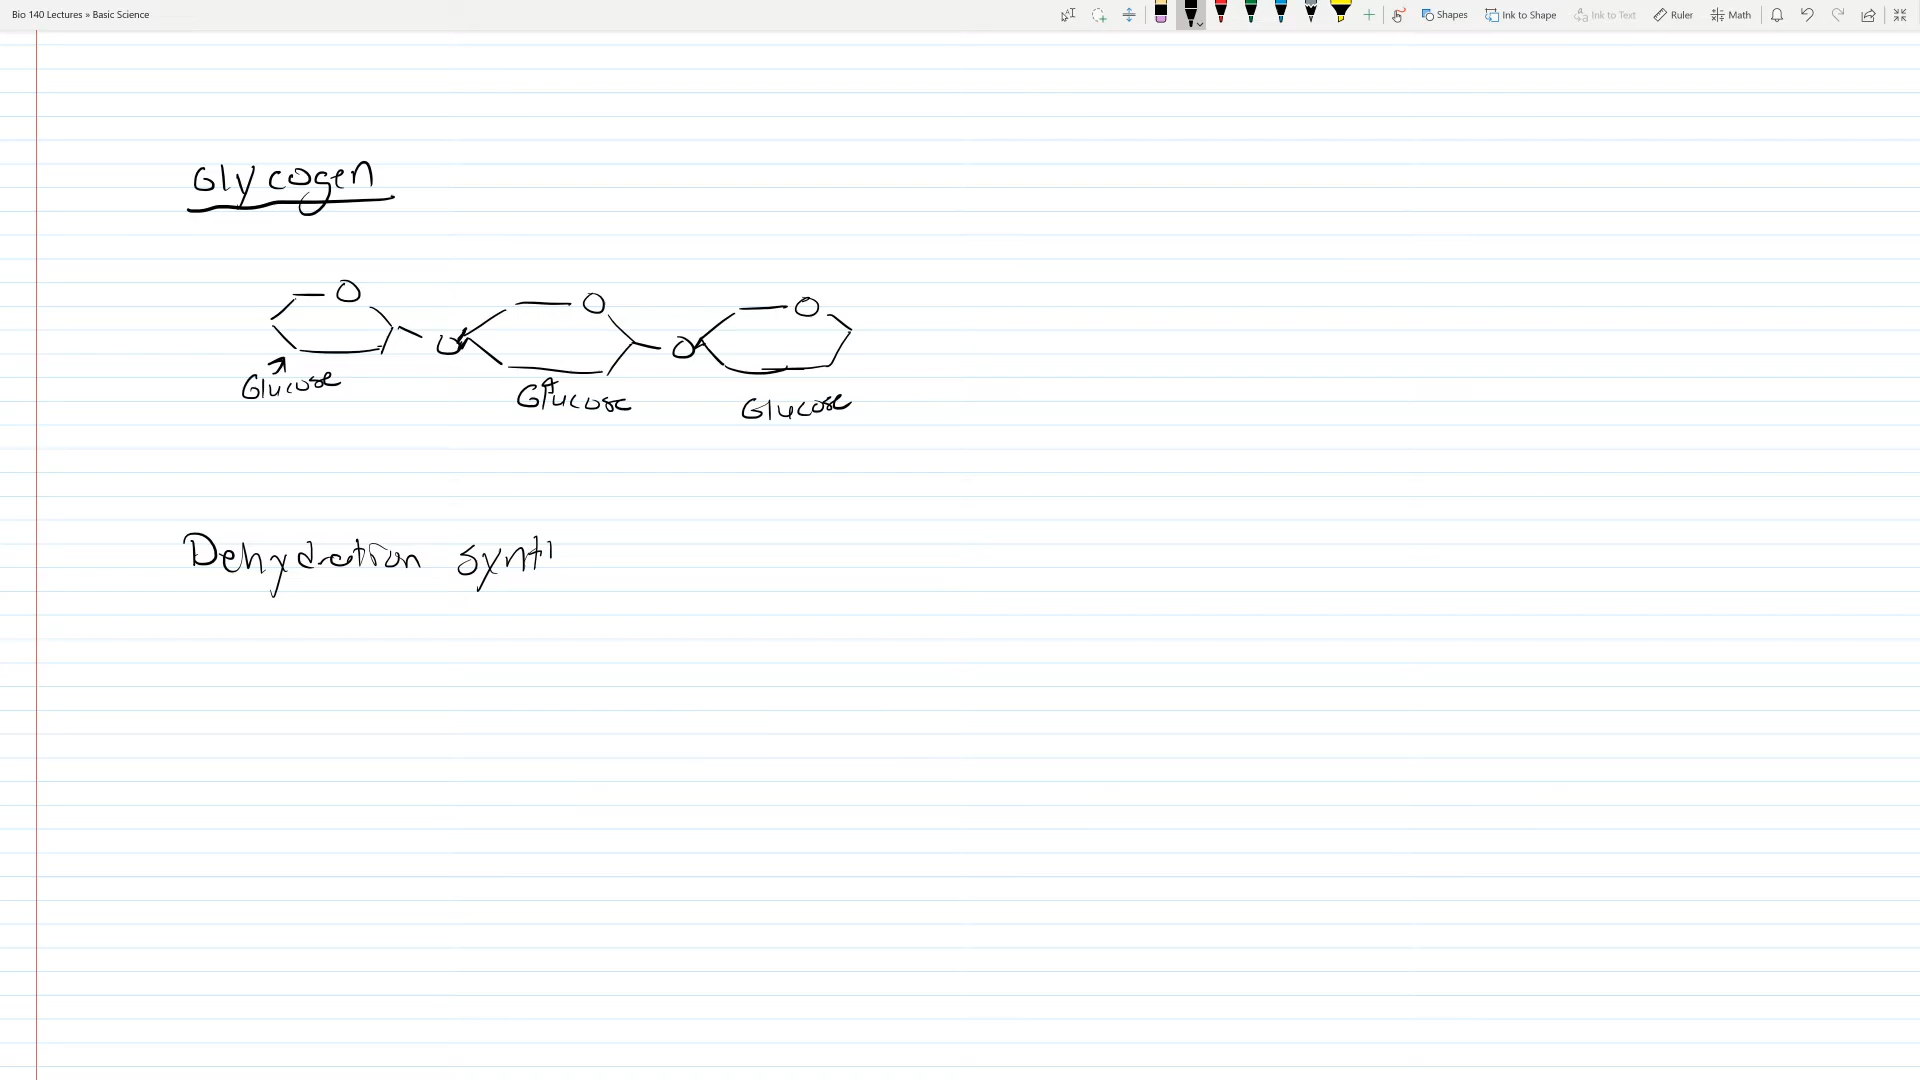 Bio 140 Lectures » Basic Science
Shapes Ink to Shape Ink to Text Ruler Math
Glycogen
O O O
O O
Glucose Glucose Glucose
Dehydration synth